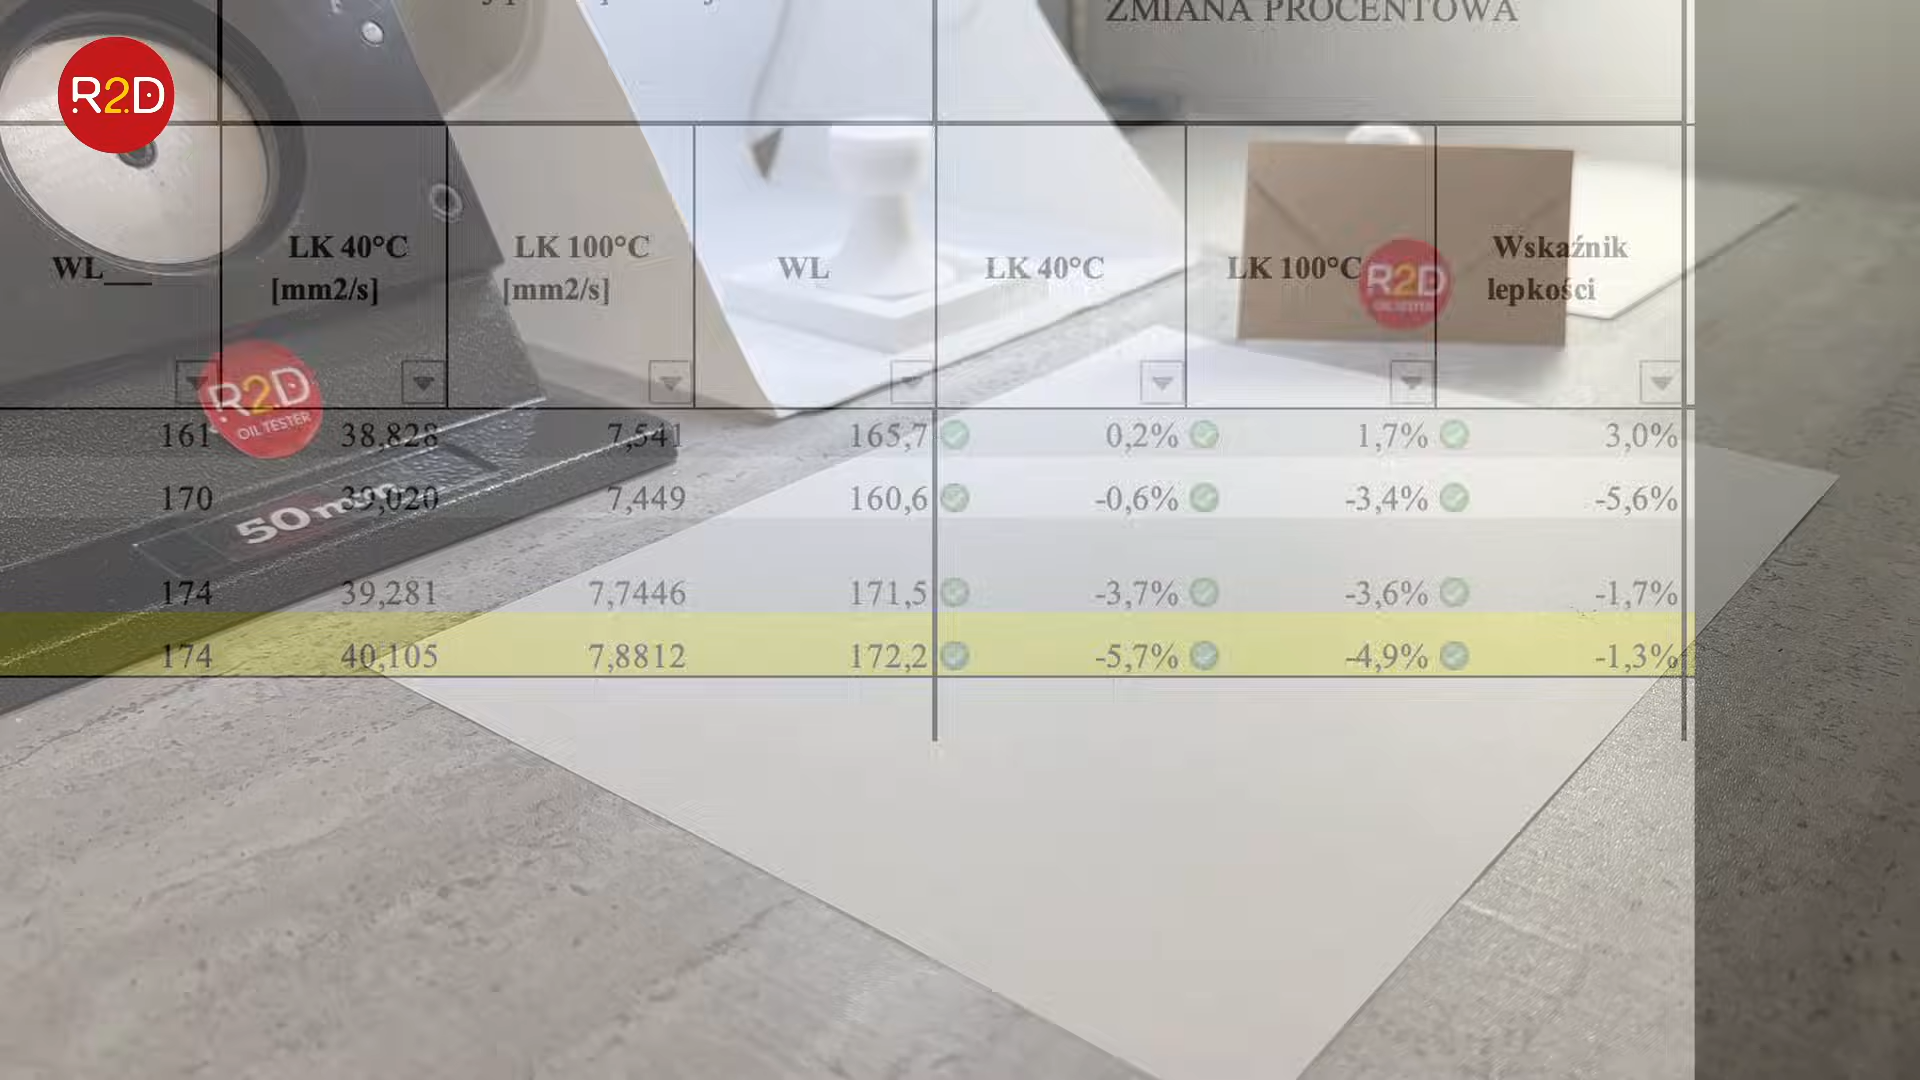 R2D
ZMIANA PROCENTOWA
WL__ LK 40°C [mm2/s] LK 100°C [mm2/s] WL LK 40°C LK 100°C Wskaźnik lepkości
R2D
R2D
OIL TESTER
161 38,828 7,541 165,7 0,2% 1,7% 3,0%
170 39,020 7,449 160,6 -0,6% -3,4% -5,6%
50
174 39,281 7,7446 171,5 -3,7% -3,6% -1,7%
174 40,105 7,8812 172,2 -5,7% -4,9% -1,3%